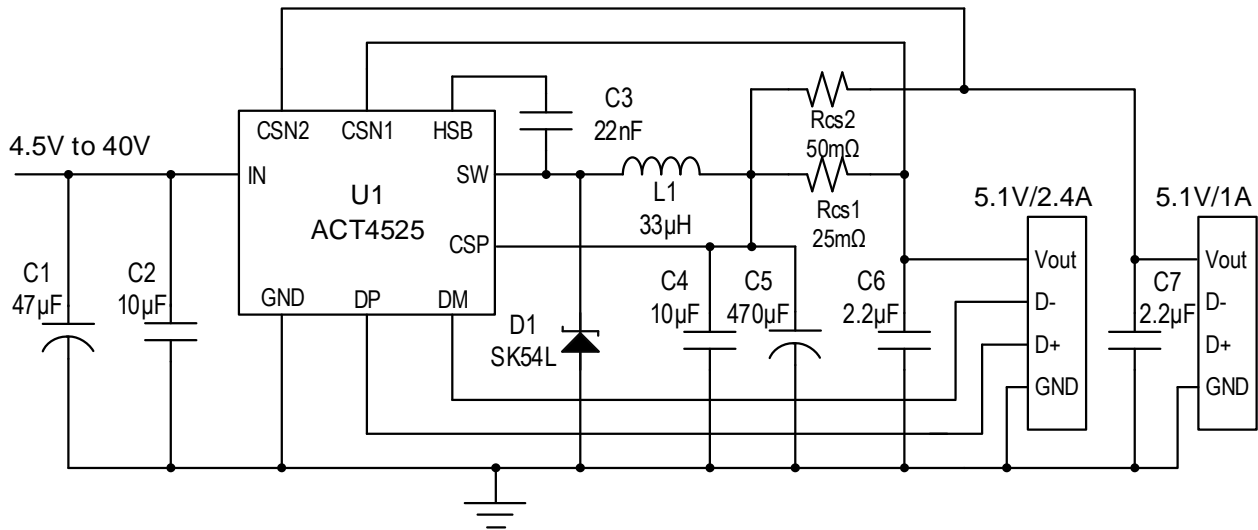 4.5V to 40V
C1
47µF
C2
10µF
CSN2
CSN1
HSB
IN
SW
U1
ACT4525
CSP
GND
DP
DM
C3
22nF
L1
33µH
D1
SK54L
Rcs2
50mΩ
Rcs1
25mΩ
C4
10µF
C5
470µF
C6
2.2µF
5.1V/2.4A
Vout
D-
D+
GND
C7
2.2µF
5.1V/1A
Vout
D-
D+
GND